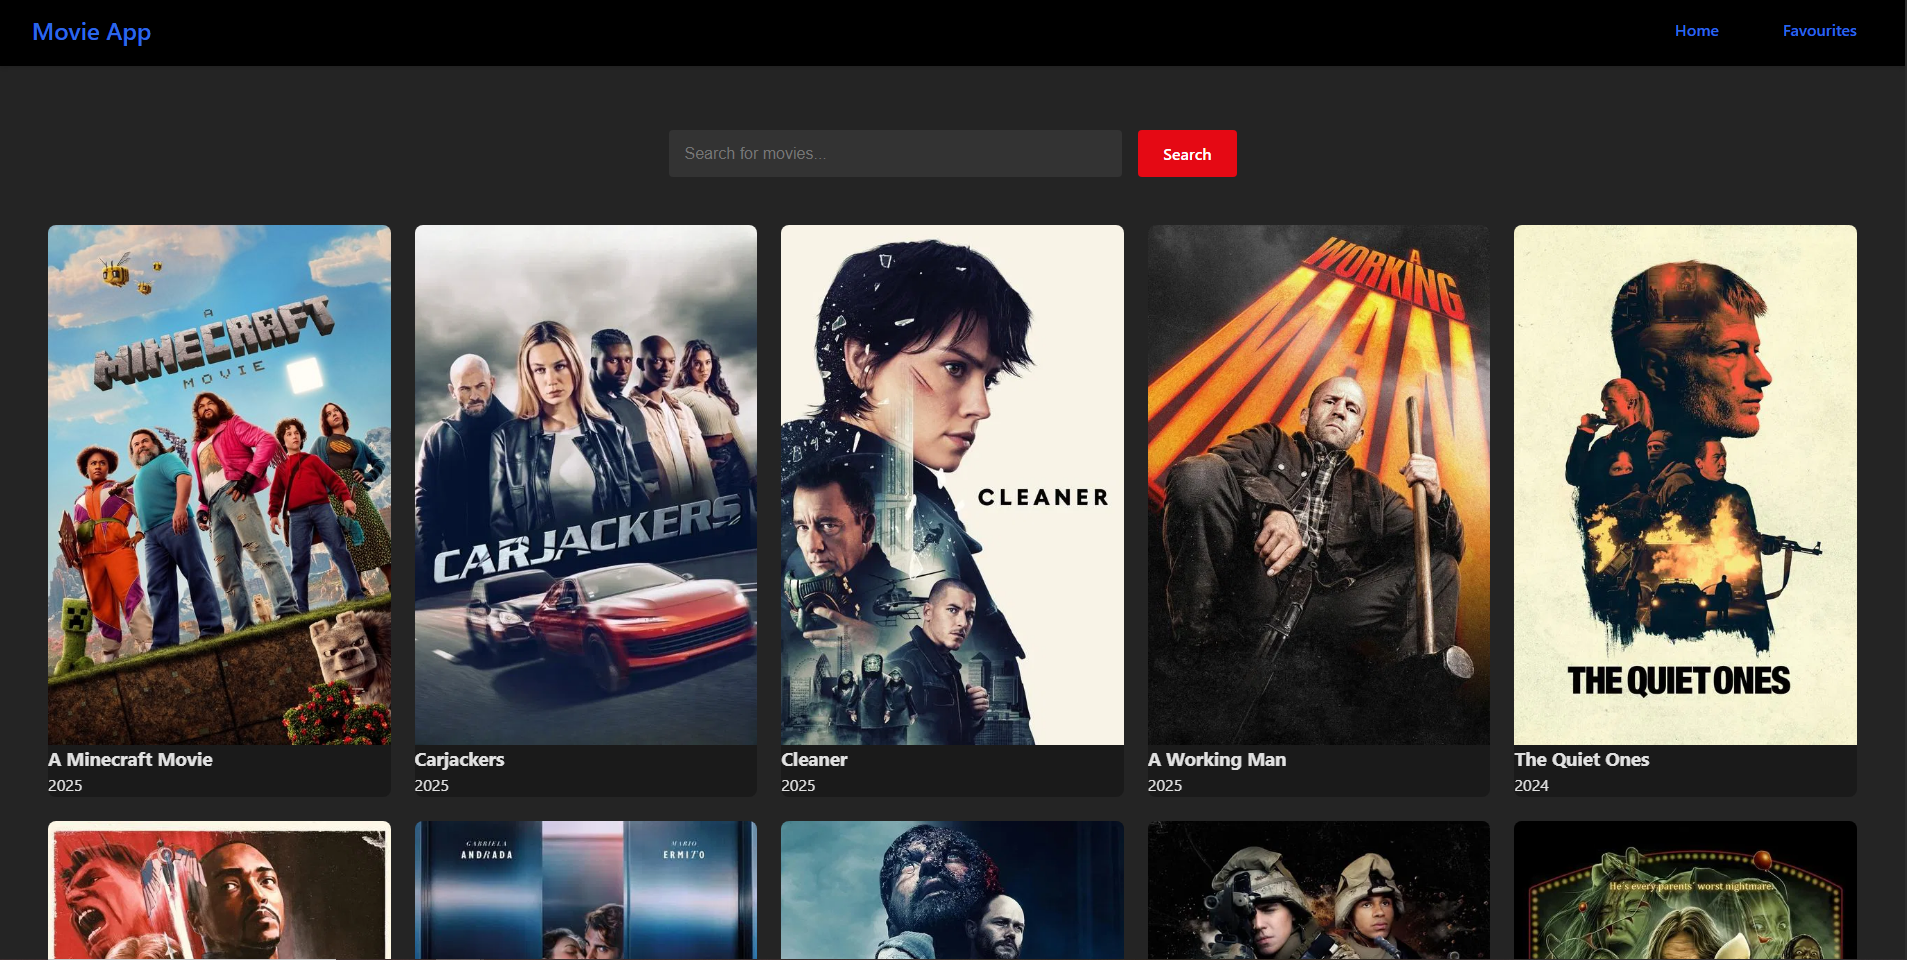 Movie App
Home
Favourites
Search for movies...
Search
A
MINECRAFT
MOVIE
CARJACKERS
CLEANER
A
WORKING
MAN
THE QUIET ONES
A Minecraft Movie
2025
Carjackers
2025
Cleaner
2025
A Working Man
2025
The Quiet Ones
2024
GABRIELA
ANDRADA
MARIO
ERMITO
He's every parents' worst nightmare.